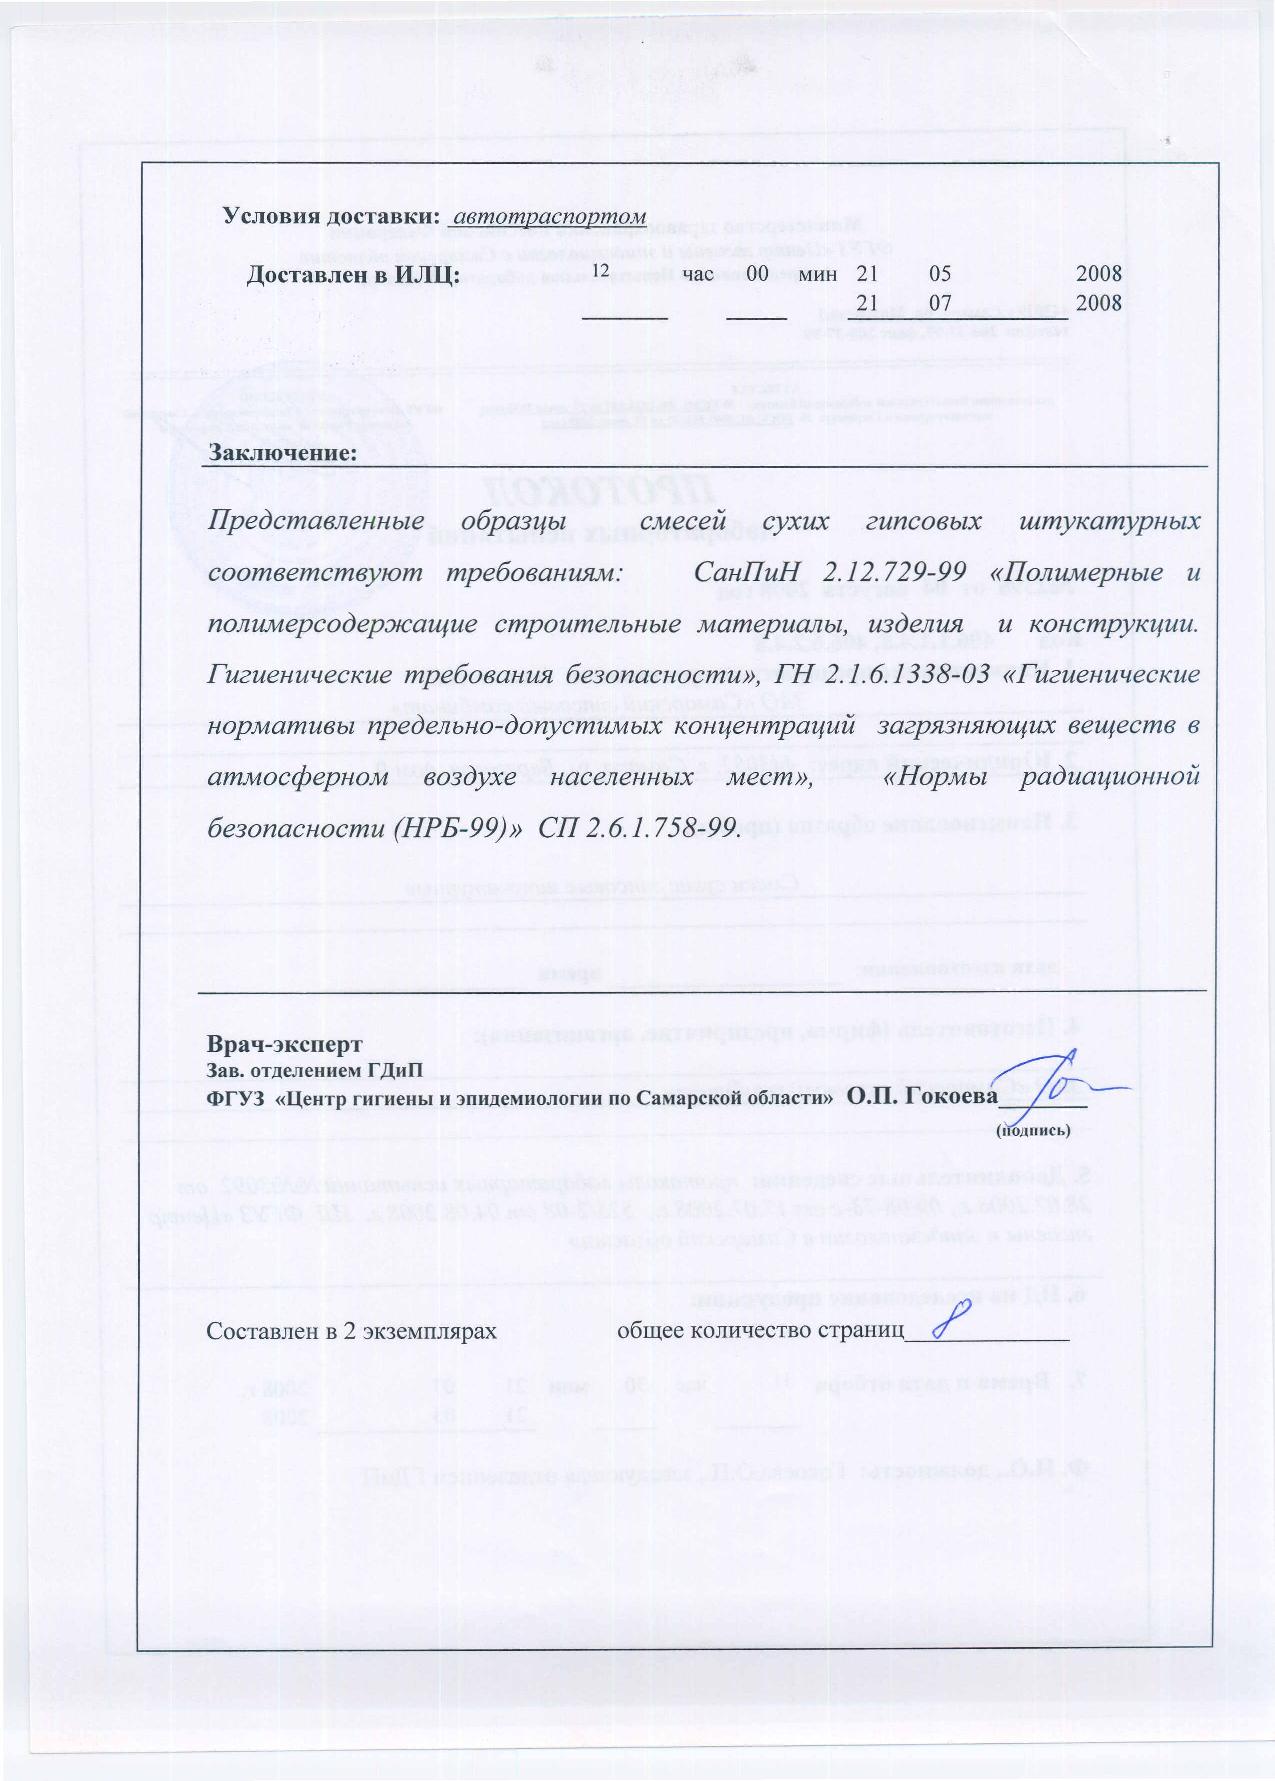 Условия доставки: автотраспортом
Доставлен в ИЛЦ: 12 час 00 мин 21 05 2008
21 07 2008
Заключение:
Представленные образцы смесей сухих гипсовых штукатурных
соответствуют требованиям: СанПиН 2.12.729-99 «Полимерные и
полимерсодержащие строительные материалы, изделия и конструкции.
Гигиенические требования безопасности», ГН 2.1.6.1338-03 «Гигиенические
нормативы предельно-допустимых концентраций загрязняющих веществ в
атмосферном воздухе населенных мест», «Нормы радиационной
безопасности (НРБ-99)» СП 2.6.1.758-99.
Врач-эксперт
Зав. отделением ГДиП
ФГУЗ «Центр гигиены и эпидемиологии по Самарской области» О.П. Гокоева
(подпись)
Составлен в 2 экземплярах общее количество страниц 8